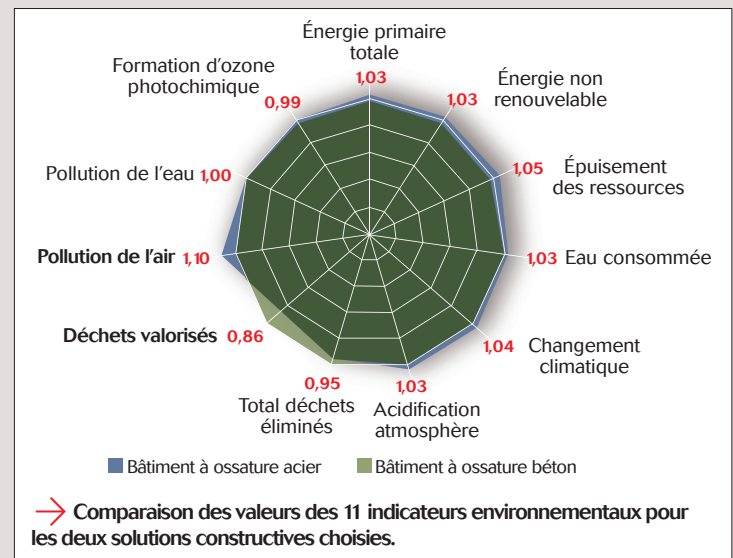 Énergie primaire
totale
1,03
Énergie non
renouvelable
1,03
Épuisement
des ressources
1,05
Eau consommée
1,03
Changement
climatique
1,04
Acidification
atmosphère
1,03
Total déchets
éliminés
0,95
Déchets valorisés 0,86
Pollution de l'air 1,10
Pollution de l'eau 1,00
Formation d'ozone
photochimique
0,99
Bâtiment à ossature acier
Bâtiment à ossature béton
→ Comparaison des valeurs des 11 indicateurs environnementaux pour
les deux solutions constructives choisies.